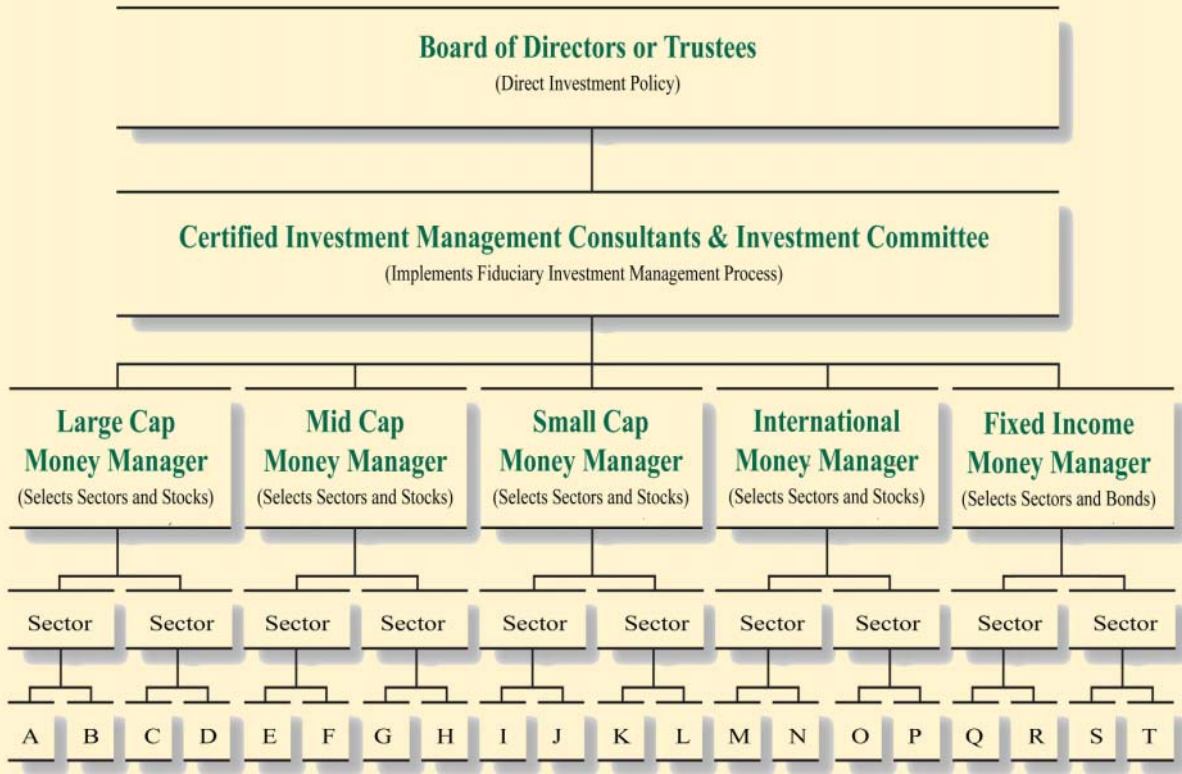 Board of Directors or Trustees
(Direct Investment Policy)
Certified Investment Management Consultants & Investment Committee
(Implements Fiduciary Investment Management Process)
Large Cap
Money Manager
(Selects Sectors and Stocks)
Mid Cap
Money Manager
(Selects Sectors and Stocks)
Small Cap
Money Manager
(Selects Sectors and Stocks)
International
Money Manager
(Selects Sectors and Stocks)
Fixed Income
Money Manager
(Selects Sectors and Bonds)
Sector Sector Sector Sector Sector Sector Sector Sector Sector Sector
A B C D E F G H I J K L M N O P Q R S T